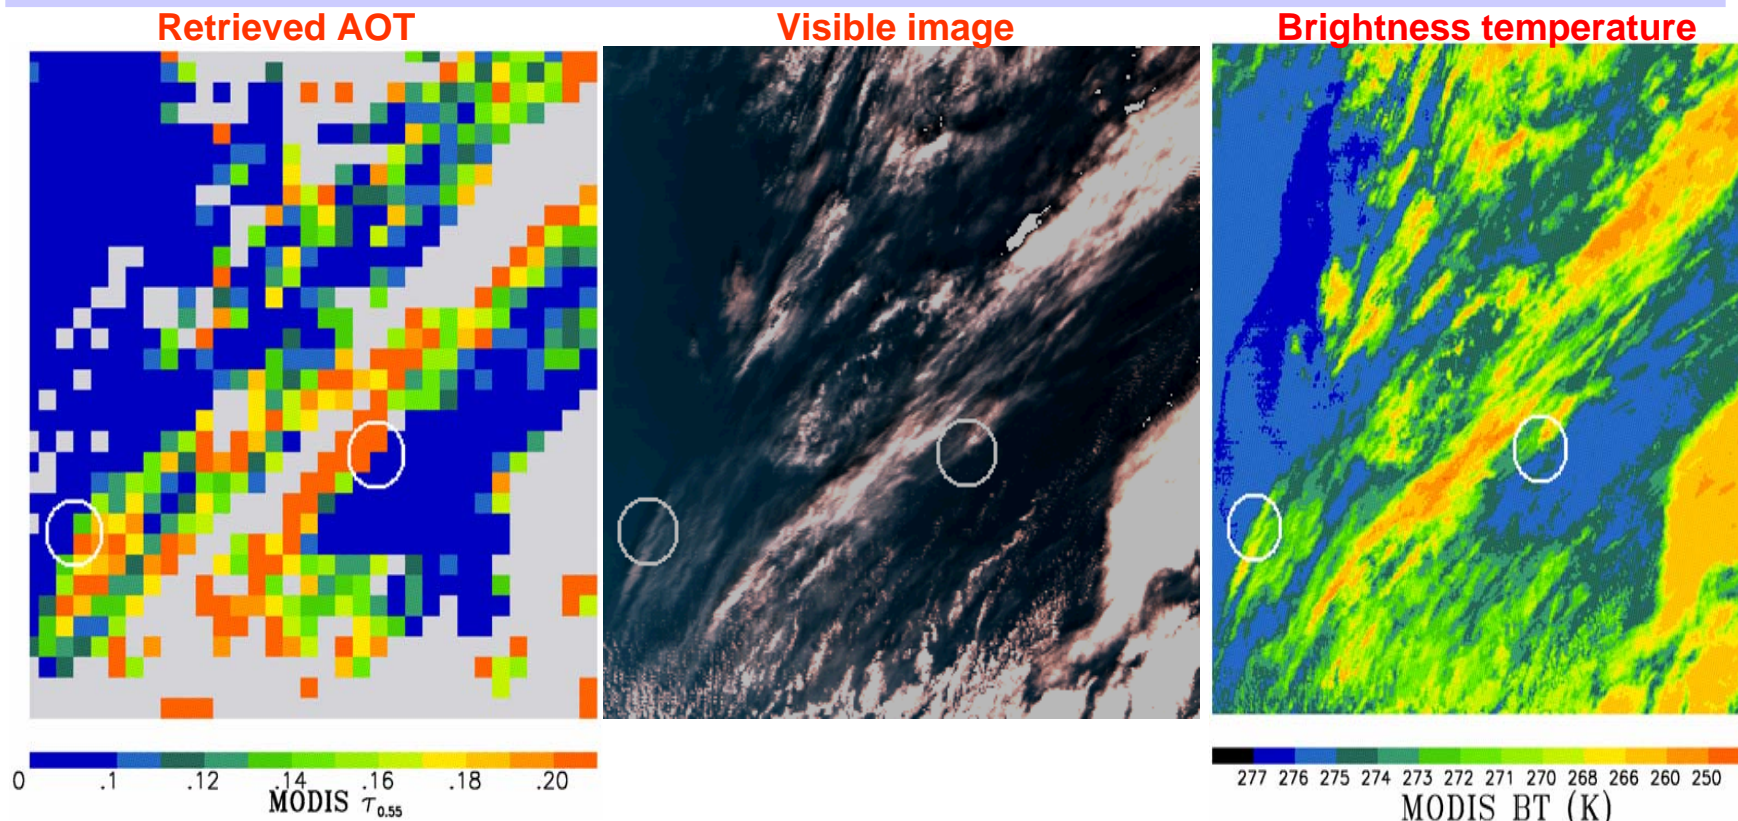 Retrieved AOT
Visible image
Brightness temperature
0 .1 .12 .14 .16 .18 .20
MODIS τ0.55
277 276 275 274 273 272 271 270 268 266 260 250
MODIS BT (K)